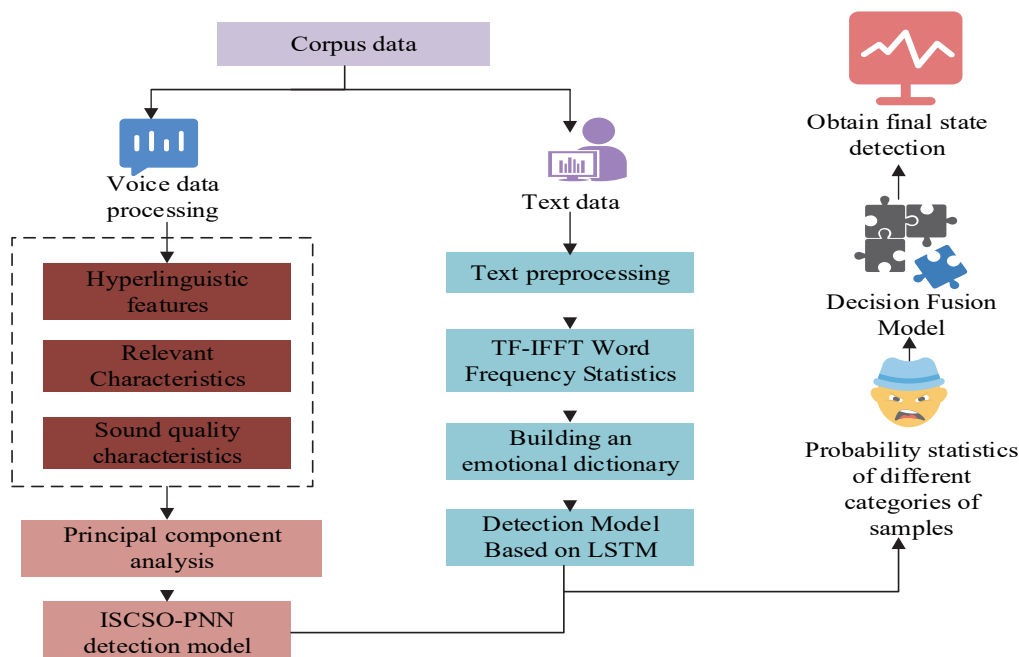 Corpus data
Voice data
processing
Hyperlinguistic
features
Relevant
Characteristics
Sound quality
characteristics
Principal component
analysis
ISCSO-PNN
detection model
Text data
Text preprocessing
TF-IFFT Word
Frequency Statistics
Building an
emotional dictionary
Detection Model
Based on LSTM
Obtain final state
detection
Decision Fusion
Model
Probability statistics
of different
categories of
samples